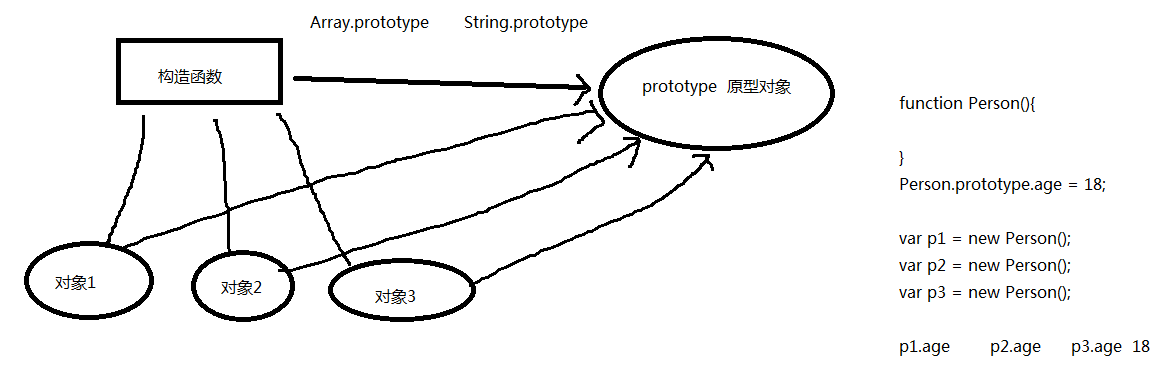 Array.prototype String.prototype
构造函数
prototype 原型对象
对象1
对象2
对象3
function Person(){
}
Person.prototype.age = 18;
var p1 = new Person();
var p2 = new Person();
var p3 = new Person();
p1.age p2.age p3.age 18